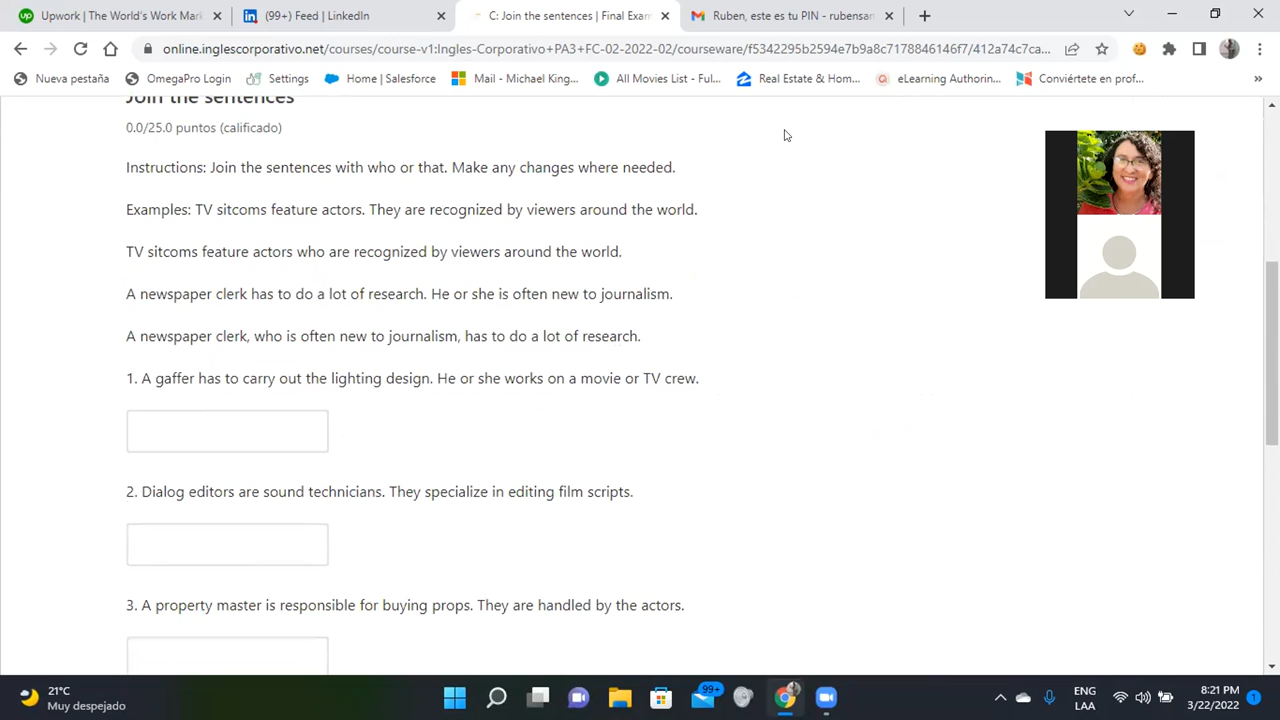 Upwork | The World's Work Mark
(99+) Feed | LinkedIn
C: Join the sentences | Final Exam
Ruben, este es tu PIN - rubensan
online.inglescorporativo.net/courses/course-v1:Ingles-Corporativo+PA3+FC-02-2022-02/courseware/f5342295b2594e7b9a8c7178846146f7/412a74c7ca...
Nueva pestaña
OmegaPro Login
Settings
Home | Salesforce
Mail - Michael King...
All Movies List - Ful...
Real Estate & Hom...
eLearning Authorin...
Conviértete en prof...
Join the sentences
0.0/25.0 puntos (calificado)
Instructions: Join the sentences with who or that. Make any changes where needed.
Examples: TV sitcoms feature actors. They are recognized by viewers around the world.
TV sitcoms feature actors who are recognized by viewers around the world.
A newspaper clerk has to do a lot of research. He or she is often new to journalism.
A newspaper clerk, who is often new to journalism, has to do a lot of research.
1. A gaffer has to carry out the lighting design. He or she works on a movie or TV crew.
2. Dialog editors are sound technicians. They specialize in editing film scripts.
3. A property master is responsible for buying props. They are handled by the actors.
21°C
Muy despejado
99+
ENG
LAA
8:21 PM
3/22/2022
1